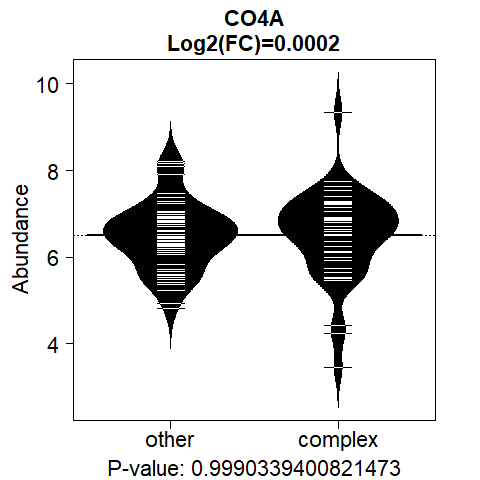 CO4A
Log2(FC)=0.0002
Abundance
10
8
6
4
other
complex
P-value: 0.9990339400821473